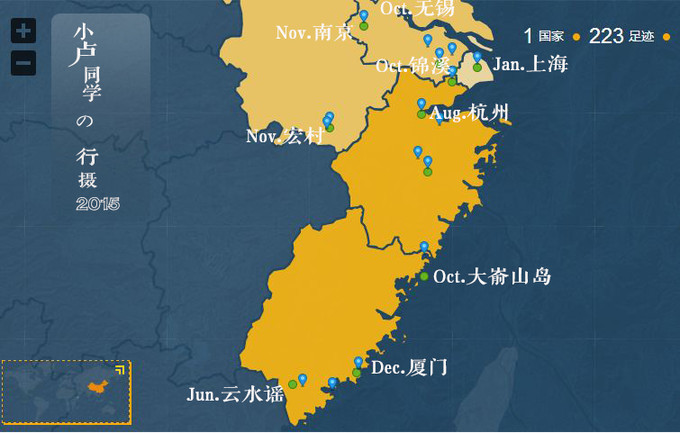 小卢同学
の
行摄
2015
1 国家
223 足迹
Oct.无锡
Nov.南京
Oct.锦溪
Jan.上海
Aug.杭州
Nov.宏村
Oct.大嵛山岛
Dec.厦门
Jun.云水谣